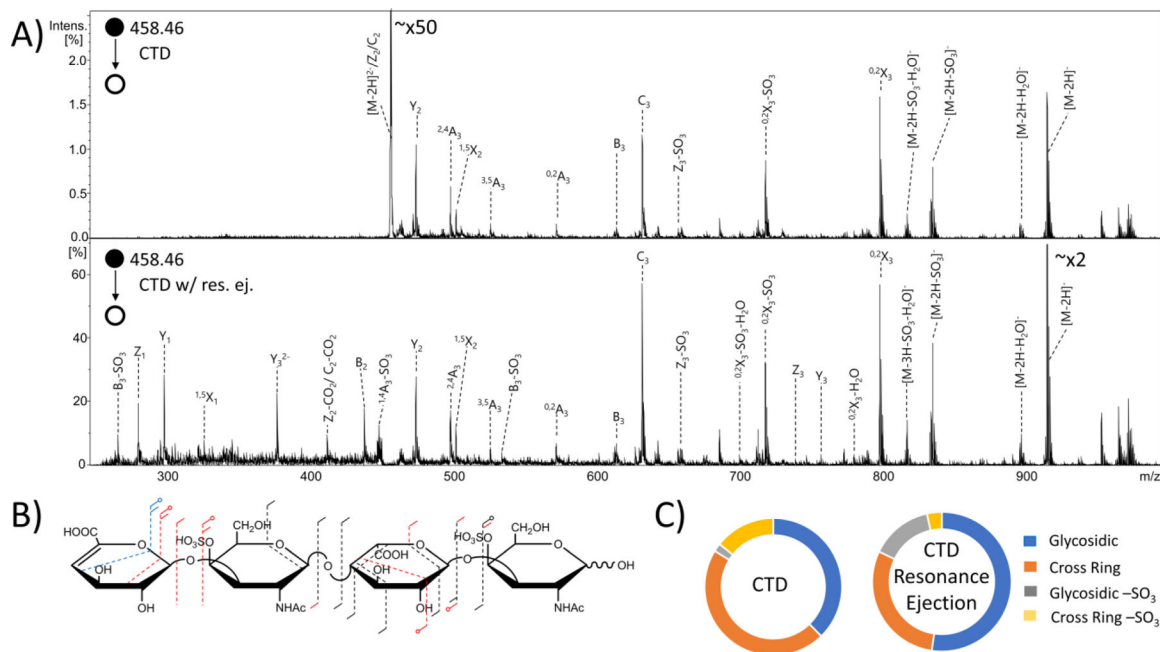 A)
Intens.
[%]
458.46
CTD
~x50
2.0
1.5
1.0
0.5
0.0
[M-2H]²⁻/Z₂/C₂
Y₂
²,⁴A₃
¹,⁵X₂
³,⁵A₃
⁰,²A₃
B₃
C₃
Z₃-SO₃
⁰,²X₃-SO₃
⁰,²X₃
[M-2H-SO₃-H₂O]⁻
[M-2H-SO₃]⁻
[M-2H-H₂O]⁻
[M-2H]⁻
[%]
458.46
CTD w/ res. ej.
~x2
60
40
20
0
B₃-SO₃
Z₁
Y₁
¹,⁵X₁
Y₃²⁻
Z₂-CO₂/ C₂-CO₂
B₂
¹,⁴A₃-SO₃
Y₂
²,⁴A₃
¹,⁵X₂
³,⁵A₃
B₃-SO₃
⁰,²A₃
B₃
C₃
Z₃-SO₃
⁰,²X₃-SO₃-H₂O
⁰,²X₃-SO₃
Z₃
Y₃
⁰,²X₃-H₂O
⁰,²X₃
[M-3H-SO₃-H₂O]⁻
[M-2H-SO₃]⁻
[M-2H-H₂O]⁻
[M-2H]⁻
300 400 500 600 700 800 900 m/z
B)
HOOC
O
OH
OH
O
HO₃SO
CH₂OH
O
NHAc
O
COOH
O
OH
OH
O
HO₃SO
CH₂OH
O
OH
NHAc
C)
CTD
CTD
Resonance
Ejection
Glycosidic
Cross Ring
Glycosidic –SO₃
Cross Ring –SO₃